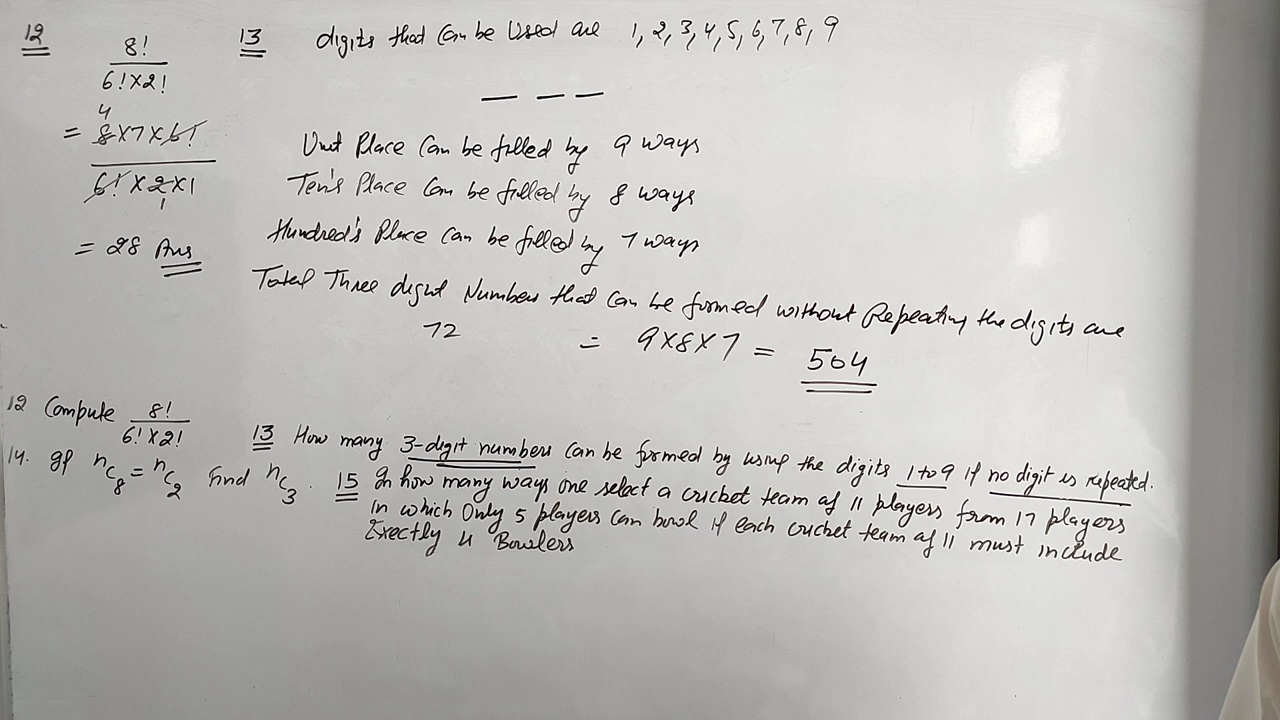 12
8!
6!×2!
4
= 8×7×6!
6!×2×1
1
= 28 Ans
13 digits that Can be Used are 1, 2, 3, 4, 5, 6, 7, 8, 9
Unit Place Can be filled by 9 ways
Ten's Place Can be filled by 8 ways
Hundred's Place Can be filled by 7 ways
Total Three digit Numbers that Can be formed without Repeating the digits are
72
= 9×8×7 = 504
12 Compute 8!
6!×2!
13 How many 3-digit numbers can be formed by using the digits 1 to 9 if no digit is repeated.
14. If nC8 = nC2 Find nC3.
15 In how many ways one select a cricket team of 11 players from 17 players
in which Only 5 players can bowl if each cricket team of 11 must include
Exectly 4 Bowlers